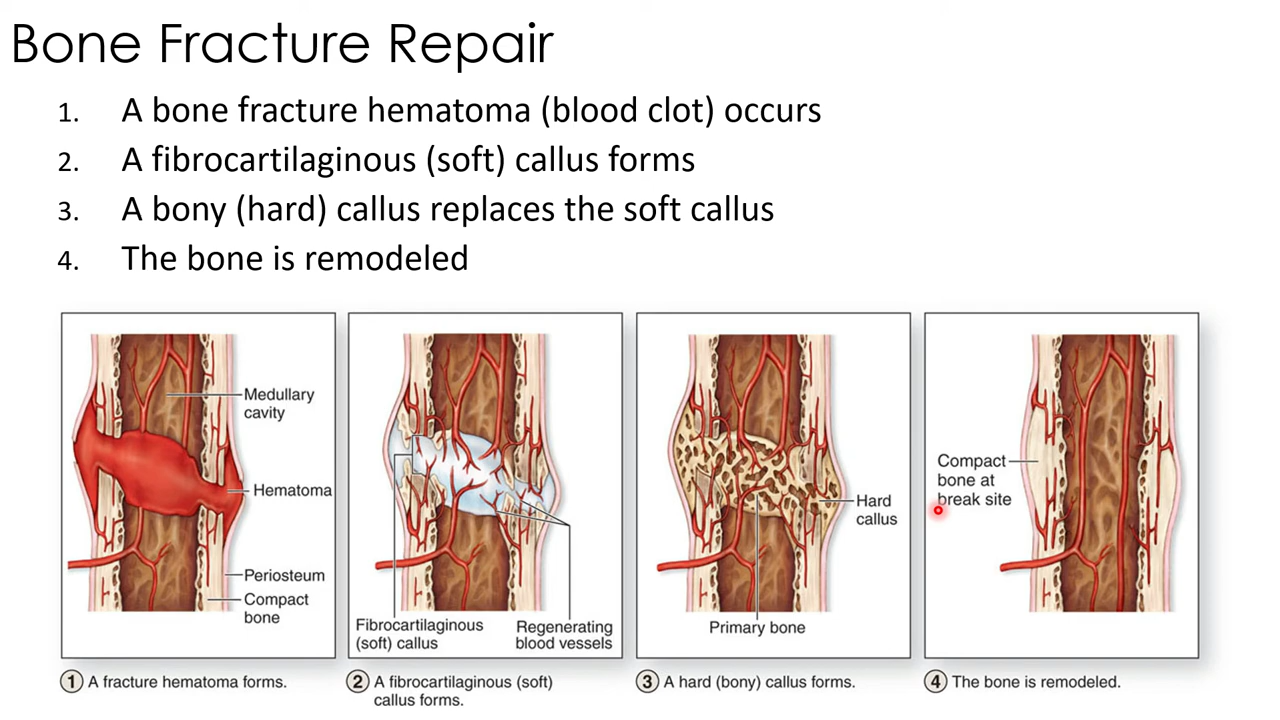 Bone Fracture Repair
1. A bone fracture hematoma (blood clot) occurs
2. A fibrocartilaginous (soft) callus forms
3. A bony (hard) callus replaces the soft callus
4. The bone is remodeled
Medullary
cavity
Hematoma
Periosteum
Compact
bone
1 A fracture hematoma forms.
Fibrocartilaginous
(soft) callus
Regenerating
blood vessels
2 A fibrocartilaginous (soft)
callus forms.
Hard
callus
Primary bone
3 A hard (bony) callus forms.
Compact
bone at
break site
4 The bone is remodeled.